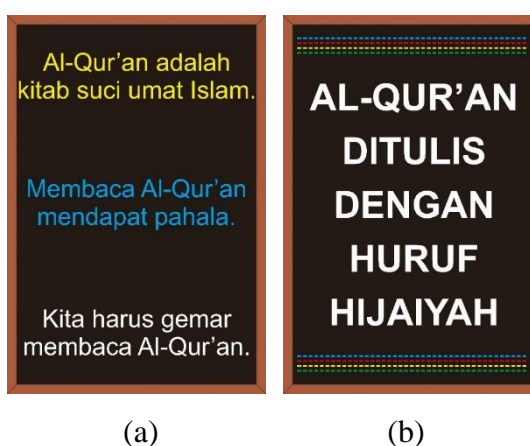 Al-Qur’an adalah
kitab suci umat Islam.
Membaca Al-Qur’an
mendapat pahala.
Kita harus gemar
membaca Al-Qur’an.
AL-QUR’AN
DITULIS
DENGAN
HURUF
HIJAIYAH
(a)
(b)